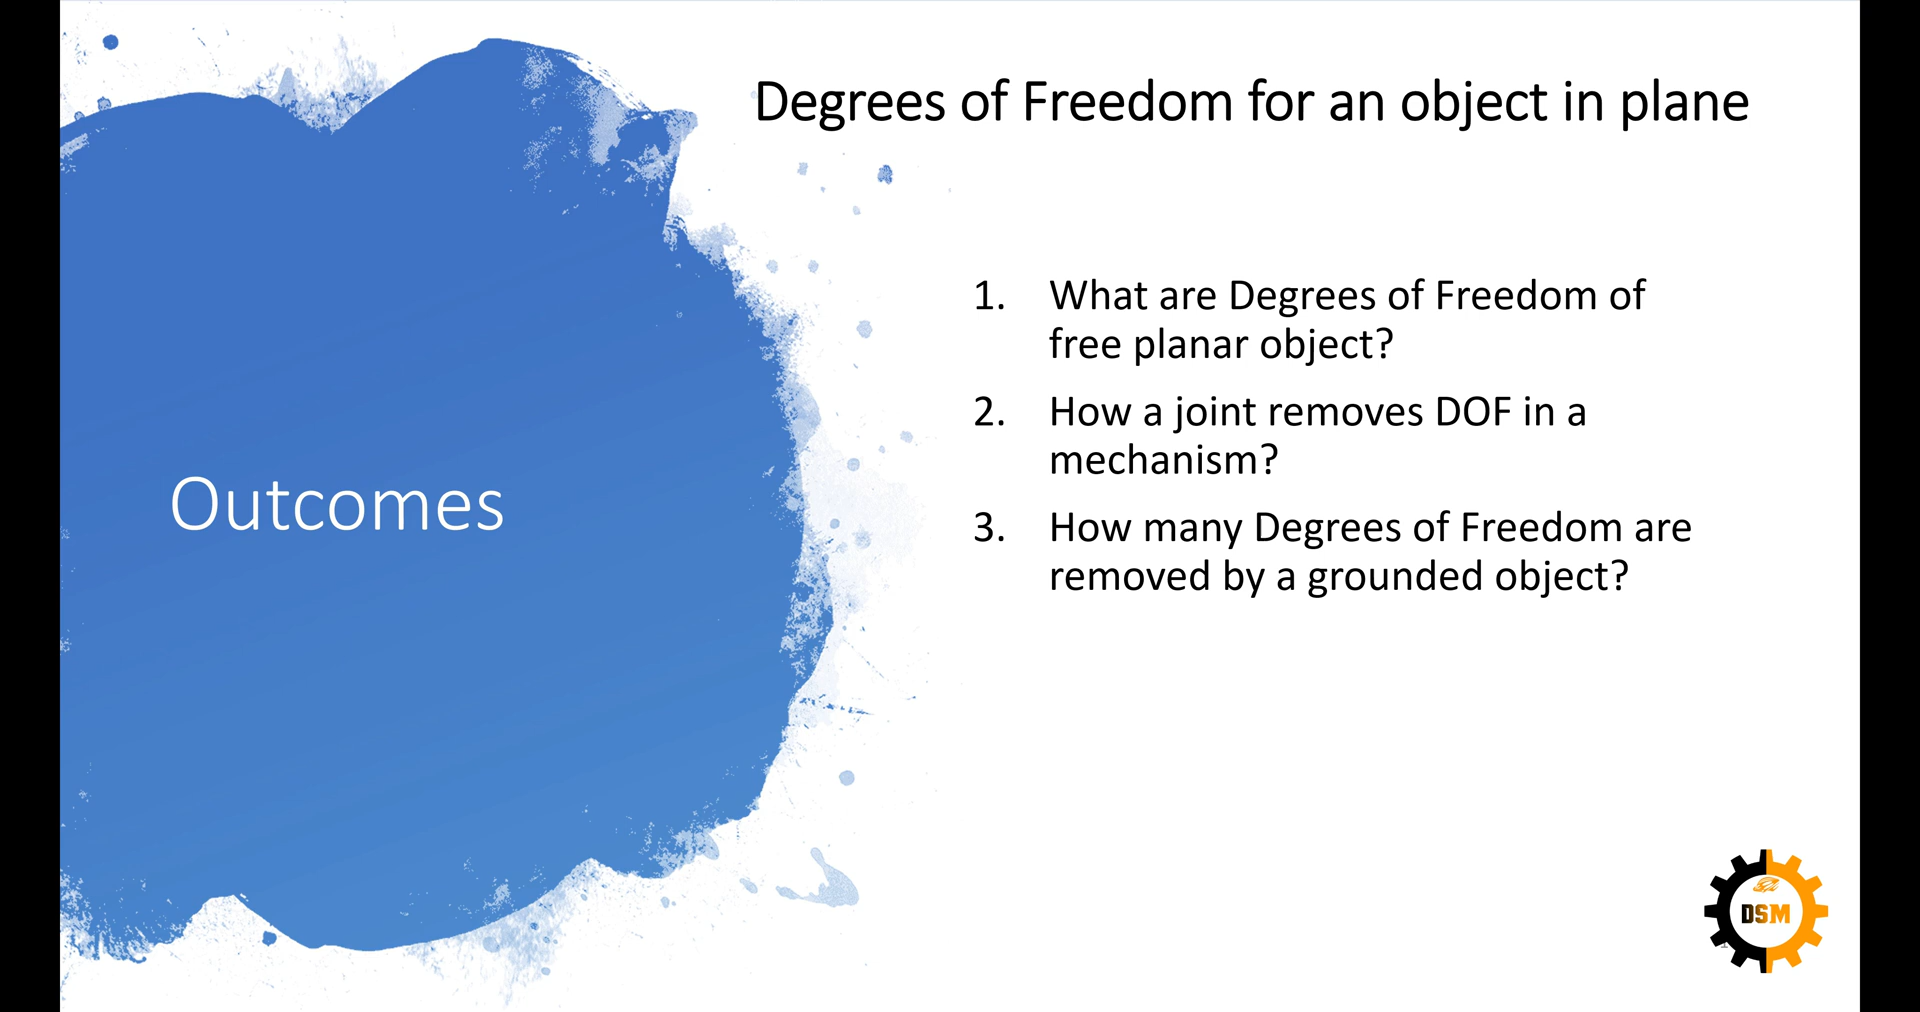 Degrees of Freedom for an object in plane
Outcomes
1. What are Degrees of Freedom of
free planar object?
2. How a joint removes DOF in a
mechanism?
3. How many Degrees of Freedom are
removed by a grounded object?
DSM